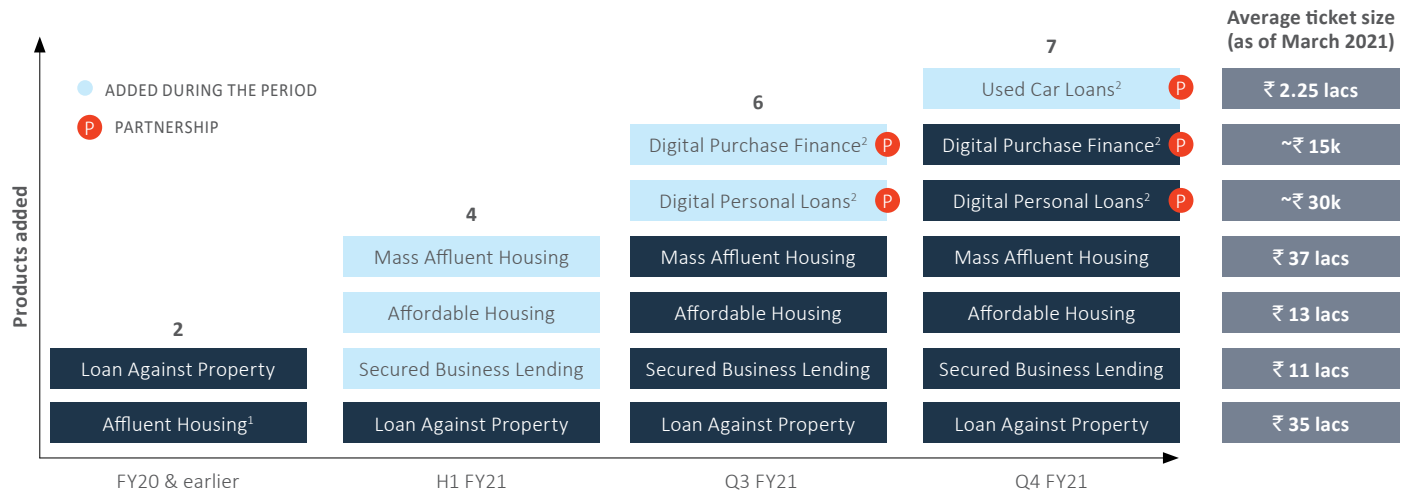 Average ticket size
(as of March 2021)
7
ADDED DURING THE PERIOD
P PARTNERSHIP
Used Car Loans² P
₹ 2.25 lacs
6
Digital Purchase Finance² P
Digital Purchase Finance² P
~₹ 15k
Digital Personal Loans² P
Digital Personal Loans² P
~₹ 30k
4
Mass Affluent Housing
Mass Affluent Housing
Mass Affluent Housing
₹ 37 lacs
Products added
Affordable Housing
Affordable Housing
Affordable Housing
₹ 13 lacs
2
Loan Against Property
Secured Business Lending
Secured Business Lending
Secured Business Lending
₹ 11 lacs
Affluent Housing¹
Loan Against Property
Loan Against Property
Loan Against Property
₹ 35 lacs
FY20 & earlier
H1 FY21
Q3 FY21
Q4 FY21